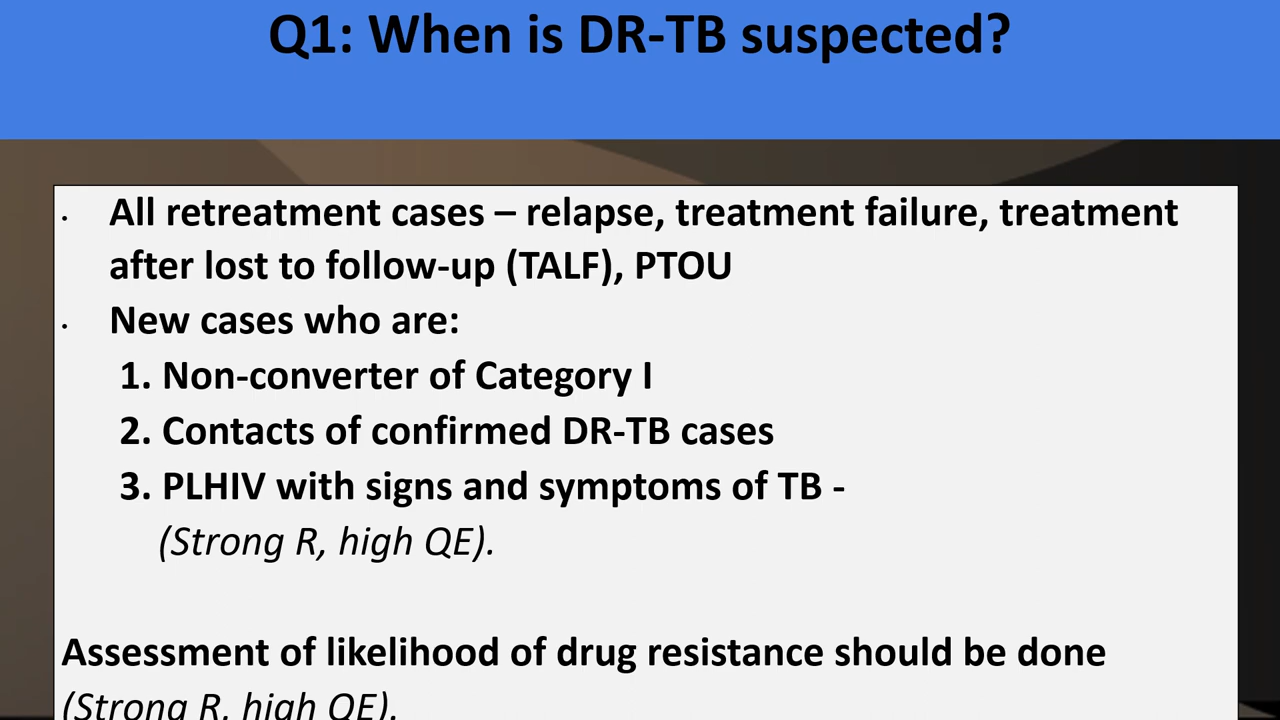 Q1: When is DR-TB suspected?
· All retreatment cases – relapse, treatment failure, treatment
after lost to follow-up (TALF), PTOU
· New cases who are:
1. Non-converter of Category I
2. Contacts of confirmed DR-TB cases
3. PLHIV with signs and symptoms of TB -
(Strong R, high QE).
Assessment of likelihood of drug resistance should be done
(Strong R, high QE).